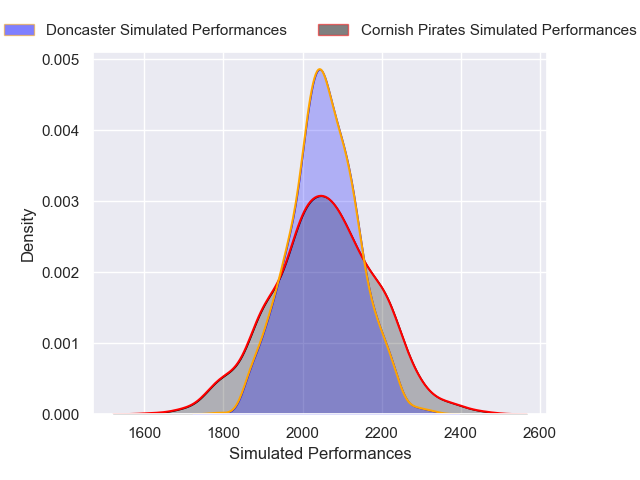 Doncaster Simulated Performances Cornish Pirates Simulated Performances
0.005
0.004
0.003
0.002
0.001
0.000
Density
1600 1800 2000 2200 2400 2600
Simulated Performances